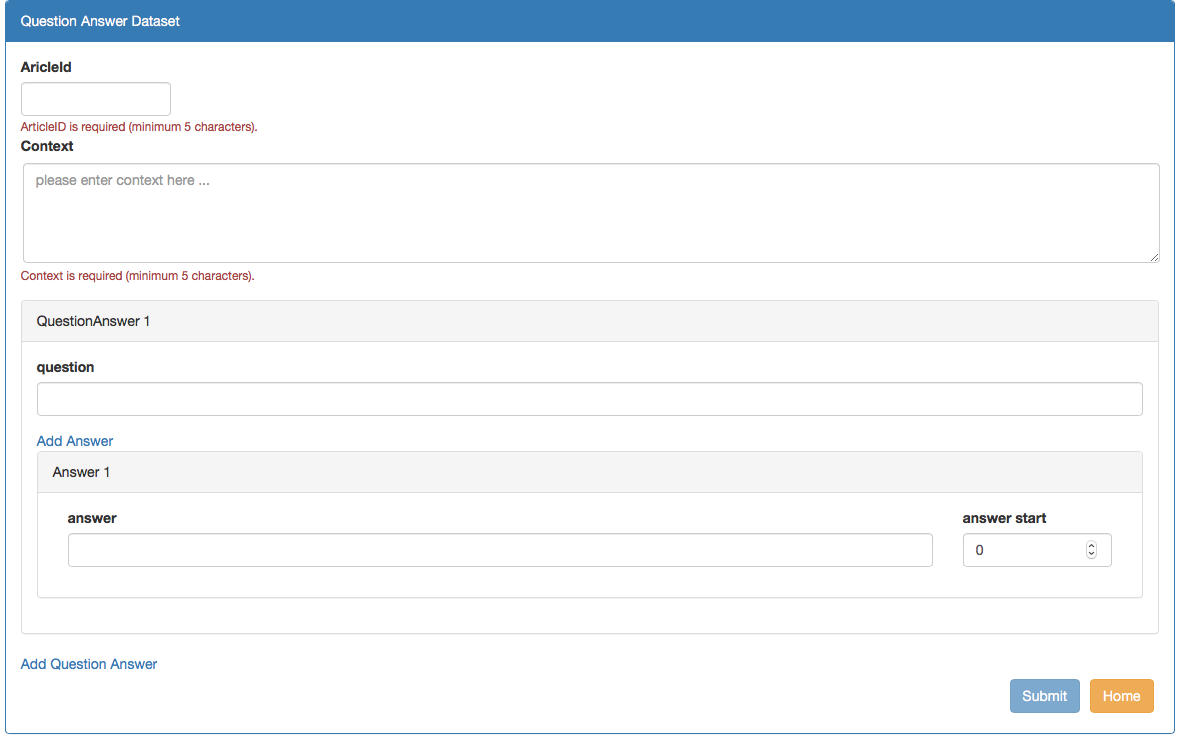 Question Answer Dataset
AricleId
ArticleID is required (minimum 5 characters).
Context
please enter context here ...
Context is required (minimum 5 characters).
QuestionAnswer 1
question
Add Answer
Answer 1
answer answer start
0
Add Question Answer
Submit Home